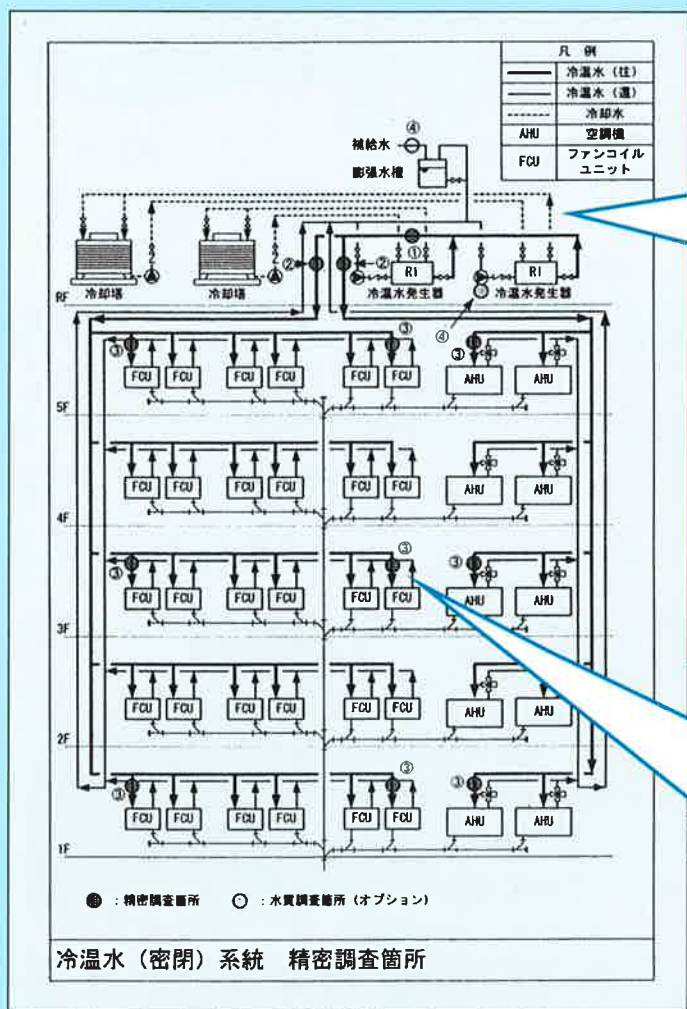 凡 例
冷温水（往）
冷温水（還）
冷却水
AHU 空調機
FCU ファンコイル
ユニット
④
補給水
膨張水槽
②
②
②
②
①
冷却塔
冷却塔
R1
冷温水発生器
RI
冷温水発生器
④
RF
③ ③ ③
FCU FCU FCU FCU FCU FCU AHU AHU
5F
FCU FCU FCU FCU FCU FCU AHU AHU
4F
③ ③ ③
FCU FCU FCU FCU FCU FCU AHU AHU
3F
FCU FCU FCU FCU FCU FCU AHU AHU
2F
③ ③ ③
FCU FCU FCU FCU FCU FCU AHU AHU
1F
：精密調査箇所 ：水質調査箇所（オプション）
冷温水（密閉）系統 精密調査箇所